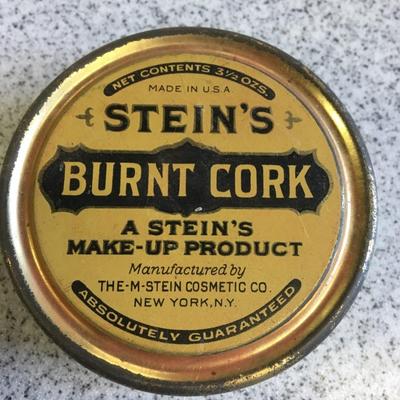 NET CONTENTS 3½ OZS.
MADE IN U.S.A
STEIN'S
BURNT CORK
A STEIN'S
MAKE-UP PRODUCT
Manufactured by
THE-M-STEIN COSMETIC CO.
NEW YORK, N.Y.
ABSOLUTELY GUARANTEED